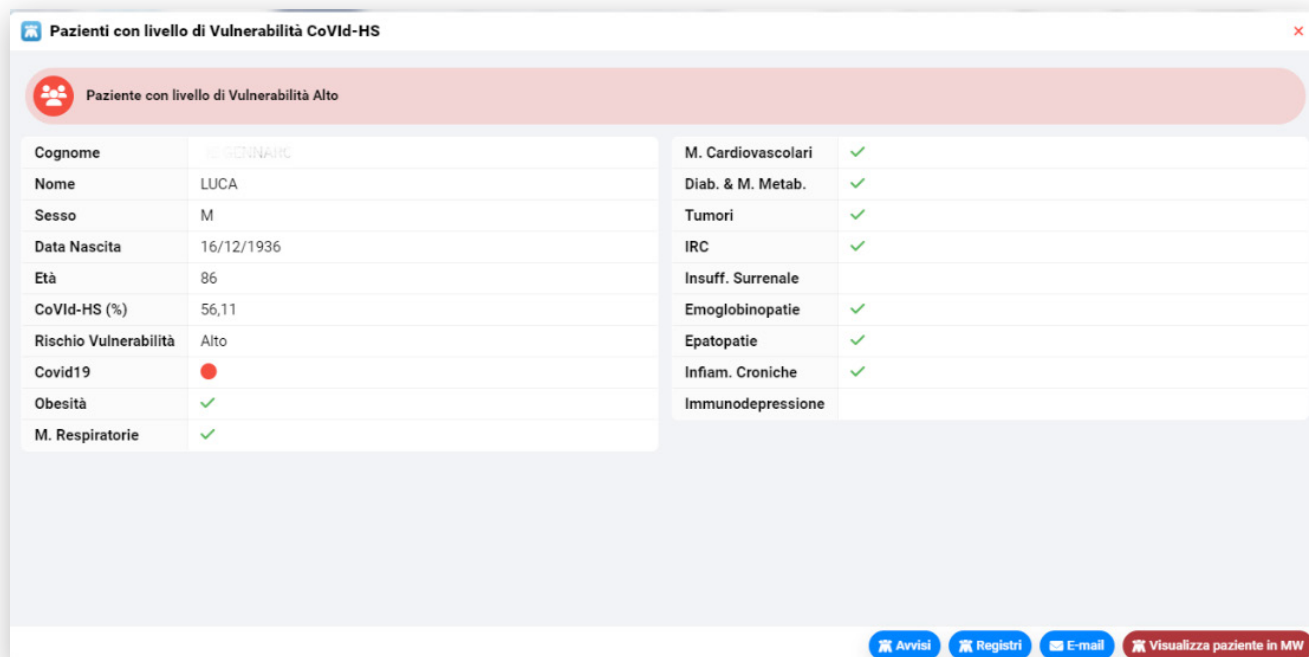 Pazienti con livello di Vulnerabilità CoVId-HS
Paziente con livello di Vulnerabilità Alto
Cognome
Nome LUCA
Sesso M
Data Nascita 16/12/1936
Età 86
CoVId-HS (%) 56,11
Rischio Vulnerabilità Alto
Covid19
Obesità
M. Respiratorie
M. Cardiovascolari
Diab. & M. Metab.
Tumori
IRC
Insuff. Surrenale
Emoglobinopatie
Epatopatie
Infiam. Croniche
Immunodepressione
Avvisi Registri E-mail Visualizza paziente in MW